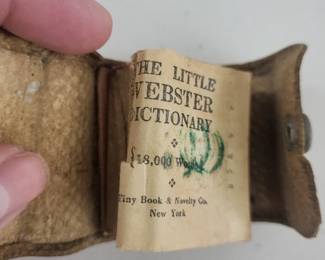 THE LITTLE
WEBSTER
DICTIONARY
18,000 Words
Tiny Book & Novelty Co.
New York